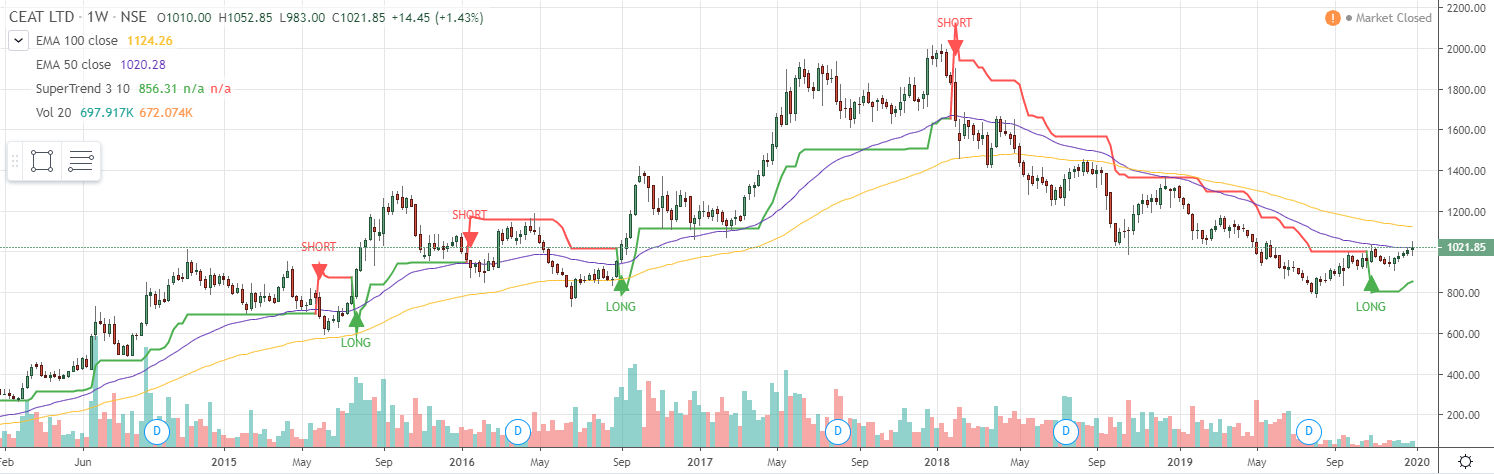 CEAT LTD · 1W · NSE O1010.00 H1052.85 L983.00 C1021.85 +14.45 (+1.43%)
EMA 100 close 1124.26
EMA 50 close 1020.28
SuperTrend 3 10 856.31 n/a n/a
Vol 20 697.917K 672.074K
! Market Closed
SHORT
SHORT
SHORT
LONG
LONG
LONG
2200.00
2000.00
1800.00
1600.00
1400.00
1200.00
1021.85
800.00
600.00
400.00
200.00
D
D
D
D
D
Feb Jun 2015 May Sep 2016 May Sep 2017 May Sep 2018 May Sep 2019 May Sep 2020